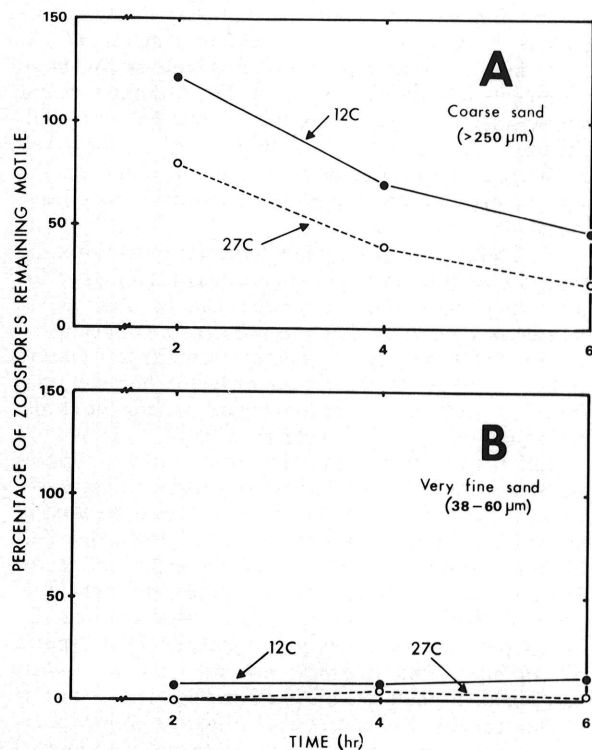 PERCENTAGE OF ZOOSPORES REMAINING MOTILE
150
100
50
0
2
4
6
A
Coarse sand
(>250 µm)
12C
27C
150
100
50
0
2
4
6
B
Very fine sand
(38–60 µm)
12C
27C
TIME (hr)